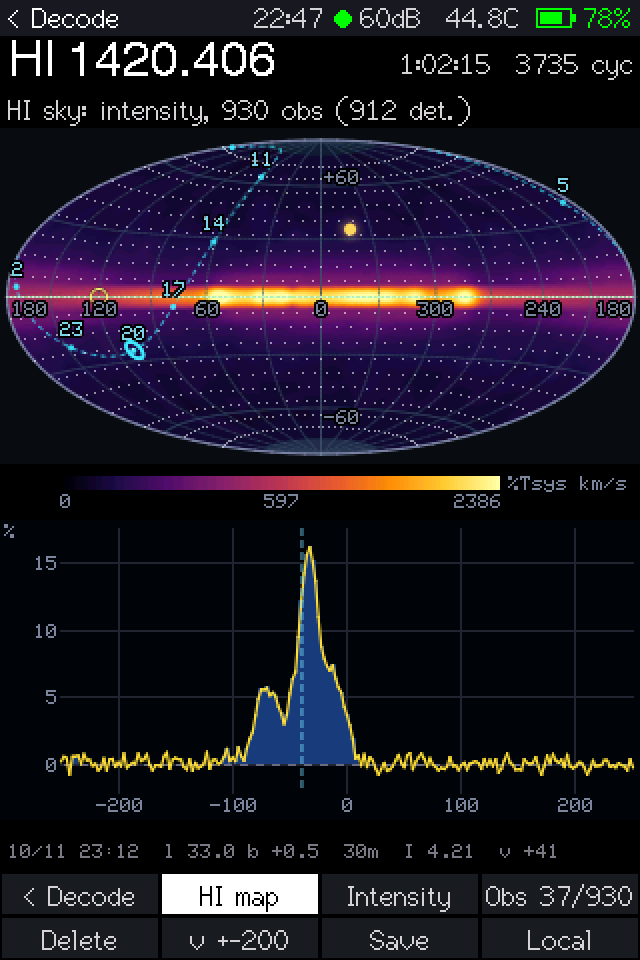 < Decode 22:47 60dB 44.8C 78%
HI 1420.406 1:02:15 3735 cyc
HI sky: intensity, 930 obs (912 det.)
11
+60
5
14
2
17
180 120 60 0 300 240 180
23 20
-60
%Tsys km/s
0 597 2386
%
15
10
5
0
-200 -100 0 100 200
10/11 23:12 l 33.0 b +0.5 30m I 4.21 v +41
< Decode HI map Intensity Obs 37/930
Delete v +-200 Save Local